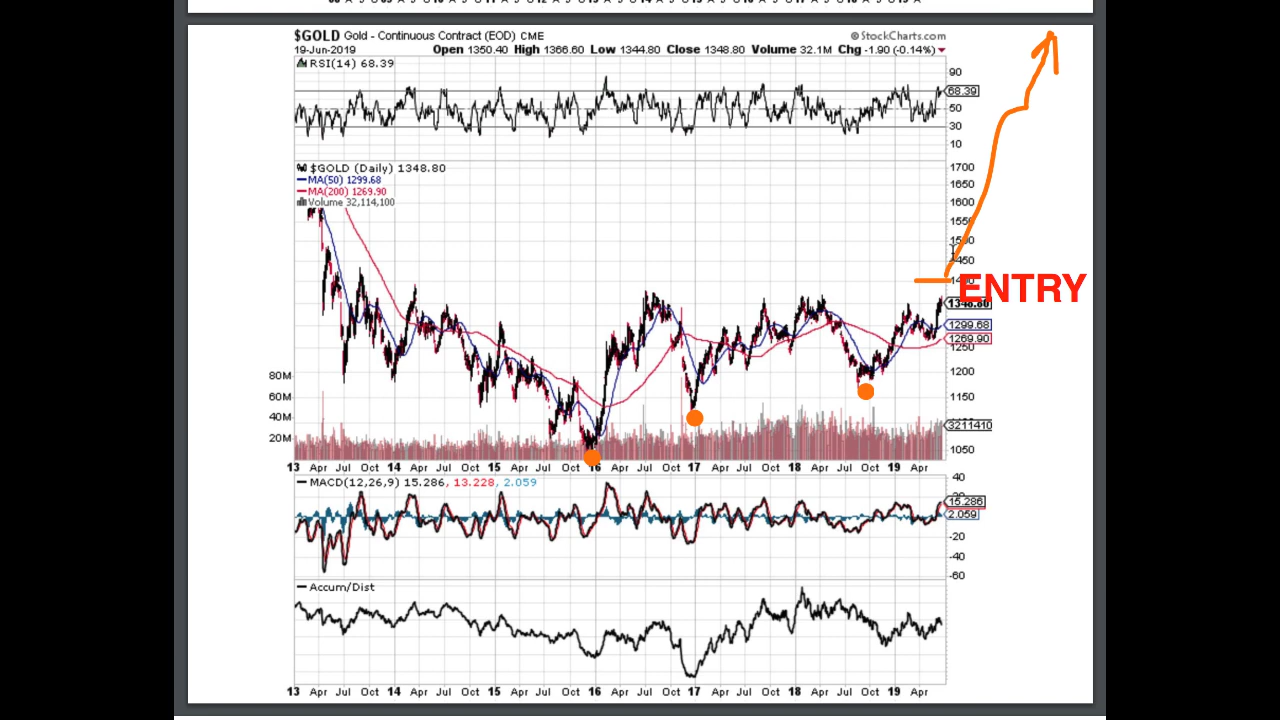 $GOLD Gold - Continuous Contract (EOD) CME ©StockCharts.com
19-Jun-2019 Open 1350.40 High 1366.60 Low 1344.80 Close 1348.80 Volume 32.1M Chg -1.90 (-0.14%)
RSI(14) 68.39
90
68.39
50
30
10
$GOLD (Daily) 1348.80
MA(50) 1299.68
MA(200) 1269.90
Volume 32,114,100
1700
1650
1600
1550
1500
1450
1400
ENTRY
1348.80
1299.68
1269.90
1250
1200
1150
3211410
1050
80M
60M
40M
20M
13 Apr Jul Oct 14 Apr Jul Oct 15 Apr Jul Oct 16 Apr Jul Oct 17 Apr Jul Oct 18 Apr Jul Oct 19 Apr
MACD(12,26,9) 15.286, 13.228, 2.059
40
20
15.286
2.059
-20
-40
-60
Accum/Dist
13 Apr Jul Oct 14 Apr Jul Oct 15 Apr Jul Oct 16 Apr Jul Oct 17 Apr Jul Oct 18 Apr Jul Oct 19 Apr